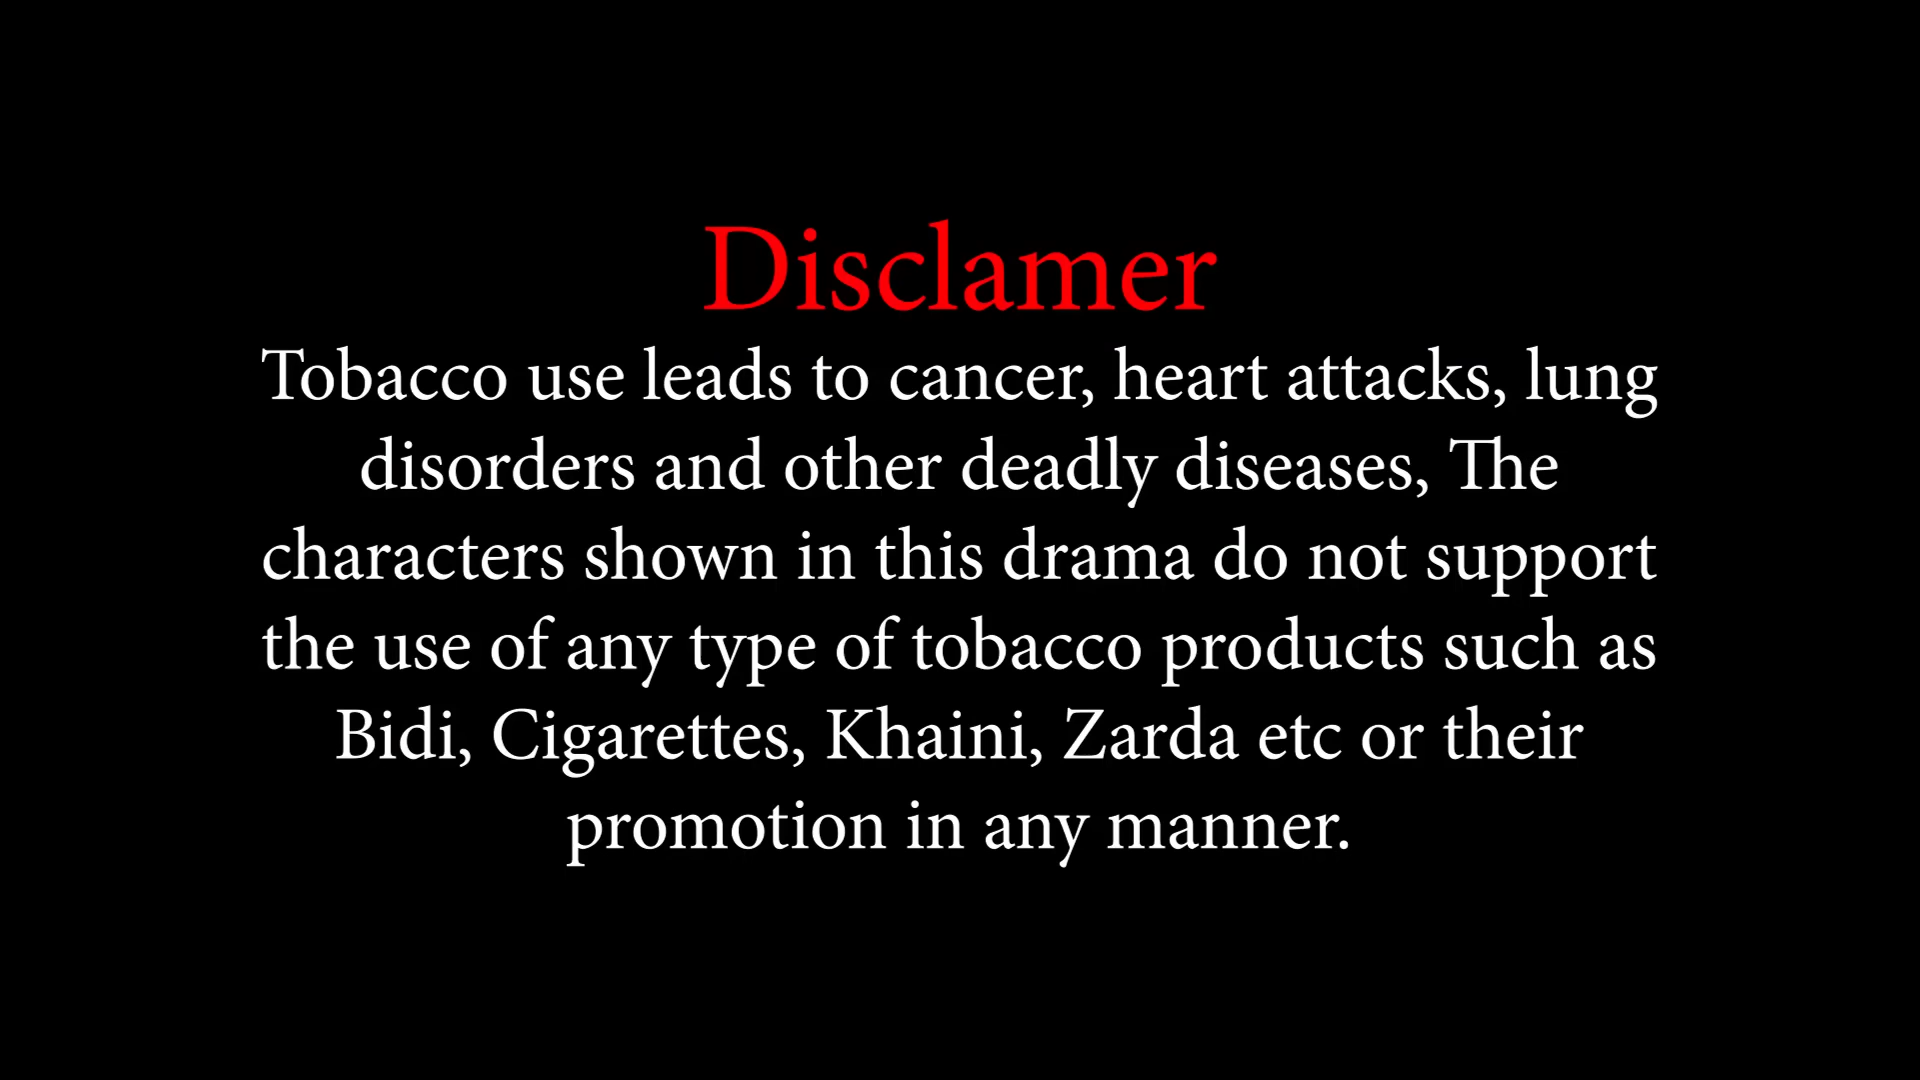 Disclamer
Tobacco use leads to cancer, heart attacks, lung
disorders and other deadly diseases, The
characters shown in this drama do not support
the use of any type of tobacco products such as
Bidi, Cigarettes, Khaini, Zarda etc or their
promotion in any manner.